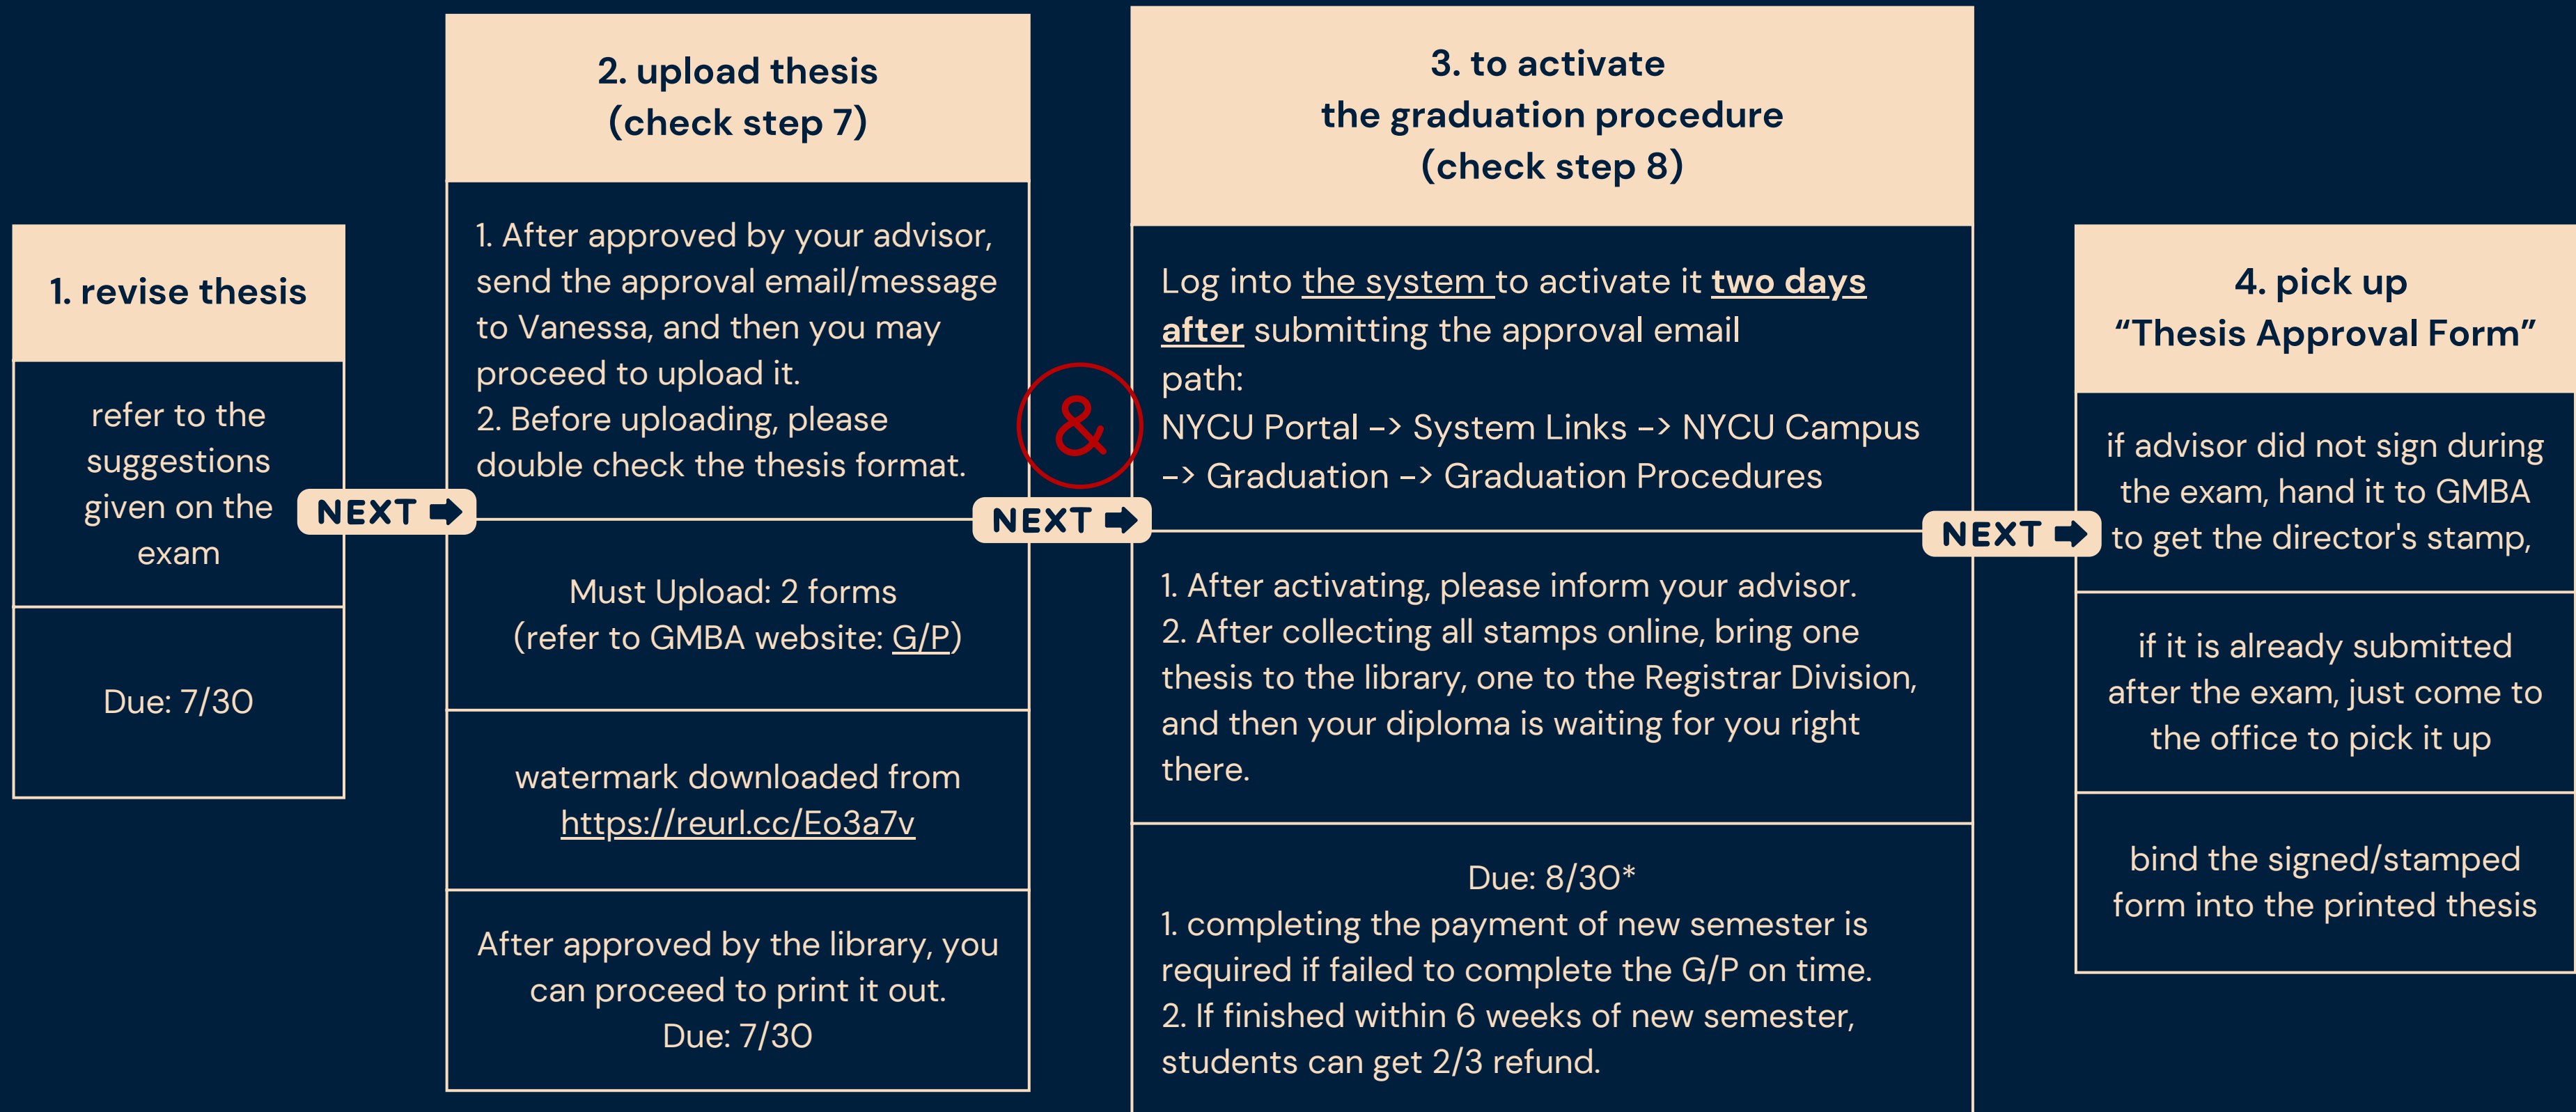 1. revise thesis
refer to the
suggestions
given on the
exam
Due: 7/30
NEXT
2. upload thesis
(check step 7)
1. After approved by your advisor,
send the approval email/message
to Vanessa, and then you may
proceed to upload it.
2. Before uploading, please
double check the thesis format.
Must Upload: 2 forms
(refer to GMBA website: G/P)
watermark downloaded from
https://reurl.cc/Eo3a7v
After approved by the library, you
can proceed to print it out.
Due: 7/30
&
NEXT
3. to activate
the graduation procedure
(check step 8)
Log into the system to activate it two days
after submitting the approval email
path:
NYCU Portal -> System Links -> NYCU Campus
-> Graduation -> Graduation Procedures
1. After activating, please inform your advisor.
2. After collecting all stamps online, bring one
thesis to the library, one to the Registrar Division,
and then your diploma is waiting for you right
there.
Due: 8/30*
1. completing the payment of new semester is
required if failed to complete the G/P on time.
2. If finished within 6 weeks of new semester,
students can get 2/3 refund.
NEXT
4. pick up
“Thesis Approval Form”
if advisor did not sign during
the exam, hand it to GMBA
to get the director's stamp,
if it is already submitted
after the exam, just come to
the office to pick it up
bind the signed/stamped
form into the printed thesis